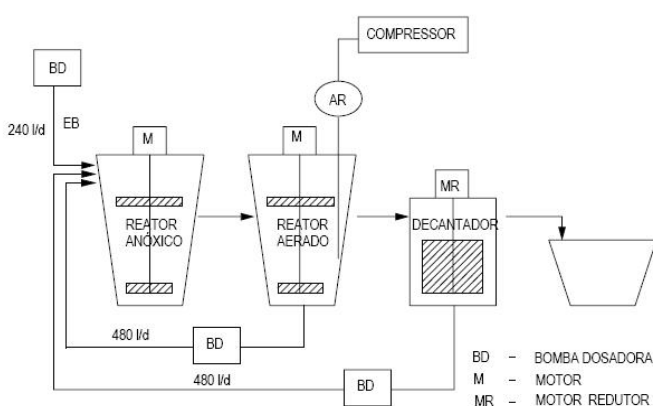 COMPRESSOR
BD
AR
240 l/d
EB
M
M
MR
REATOR
ANÓXICO
REATOR
AERADO
DECANTADOR
480 l/d
BD
480 l/d
BD
BD – BOMBA DOSADORA
M – MOTOR
MR – MOTOR REDUTOR